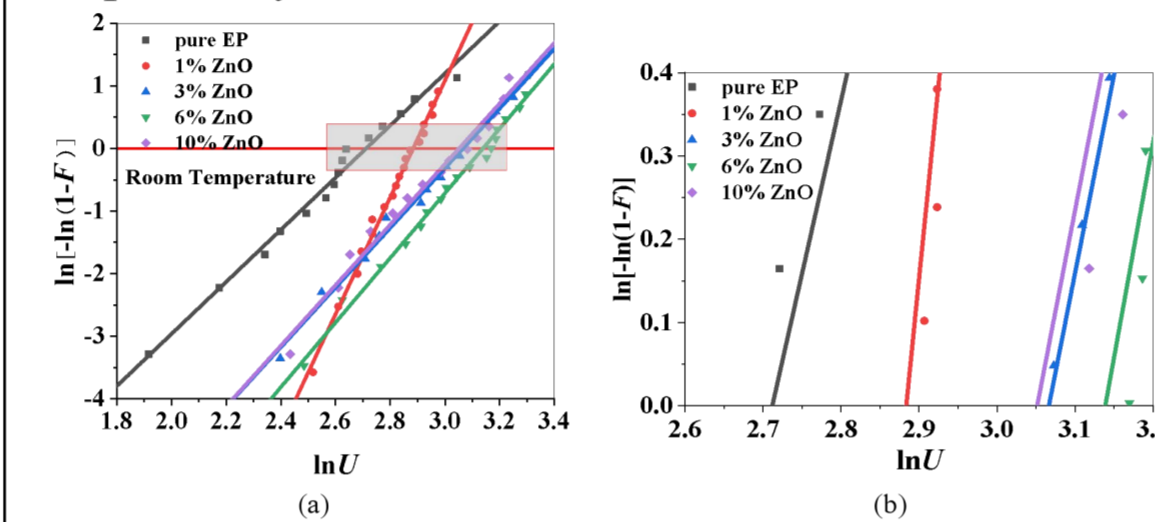 2
1
0
-1
-2
-3
-4
ln[-ln(1-F)]
pure EP
1% ZnO
3% ZnO
6% ZnO
10% ZnO
Room Temperature
1.8 2.0 2.2 2.4 2.6 2.8 3.0 3.2 3.4
lnU
(a)
0.4
0.3
0.2
0.1
0.0
ln[-ln(1-F)]
pure EP
1% ZnO
3% ZnO
6% ZnO
10% ZnO
2.6 2.7 2.8 2.9 3.0 3.1 3.
lnU
(b)